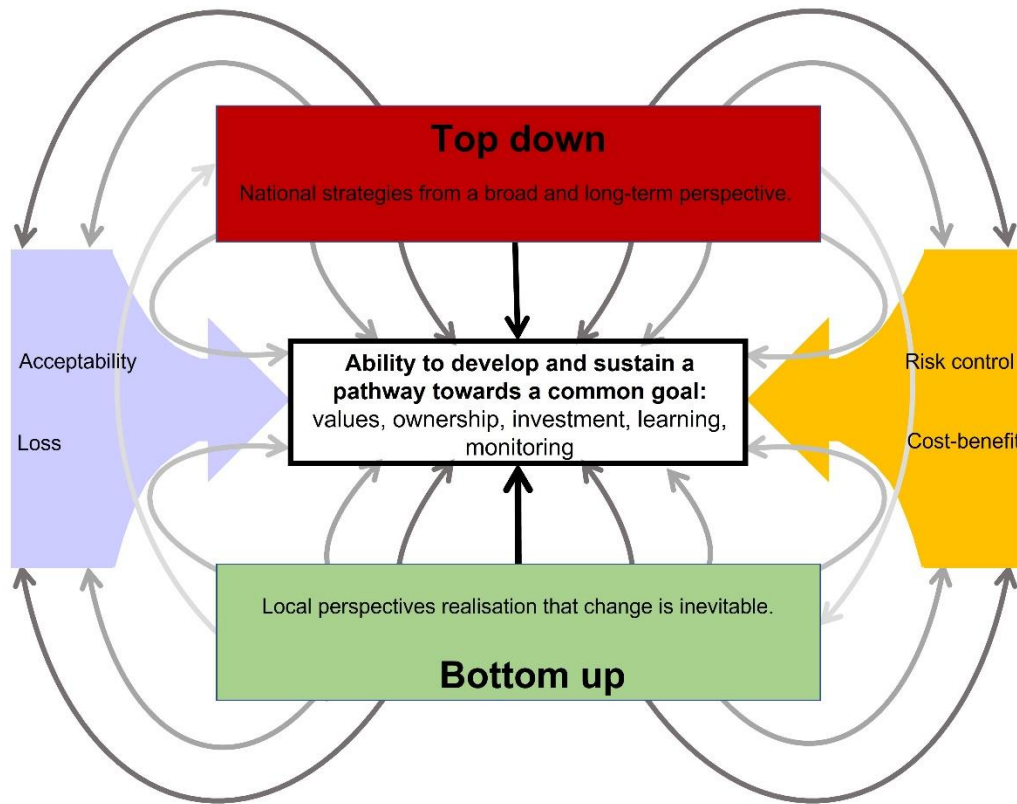 Top down
National strategies from a broad and long-term perspective.
Acceptability
Loss
Ability to develop and sustain a
pathway towards a common goal:
values, ownership, investment, learning,
monitoring
Risk control
Cost-benefit
Local perspectives realisation that change is inevitable.
Bottom up